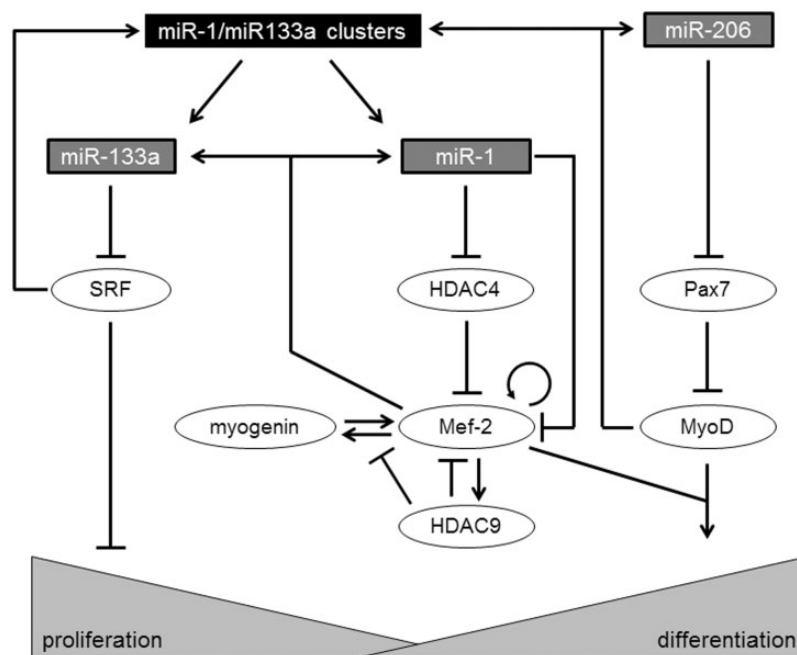 miR-1/miR133a clusters
miR-206
miR-133a
miR-1
SRF
HDAC4
Pax7
myogenin
Mef-2
MyoD
HDAC9
proliferation
differentiation